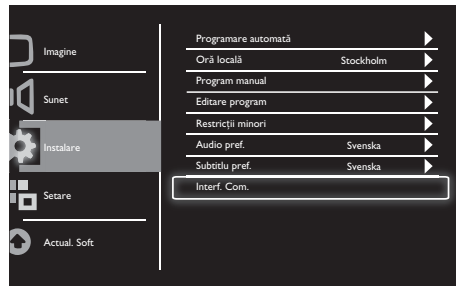 Imagine
Sunet
Instalare
Setare
Actual. Soft
Programare automată
Oră locală Stockholm
Program manual
Editare program
Restricții minori
Audio pref. Svenska
Subtitlu pref. Svenska
Interf. Com.